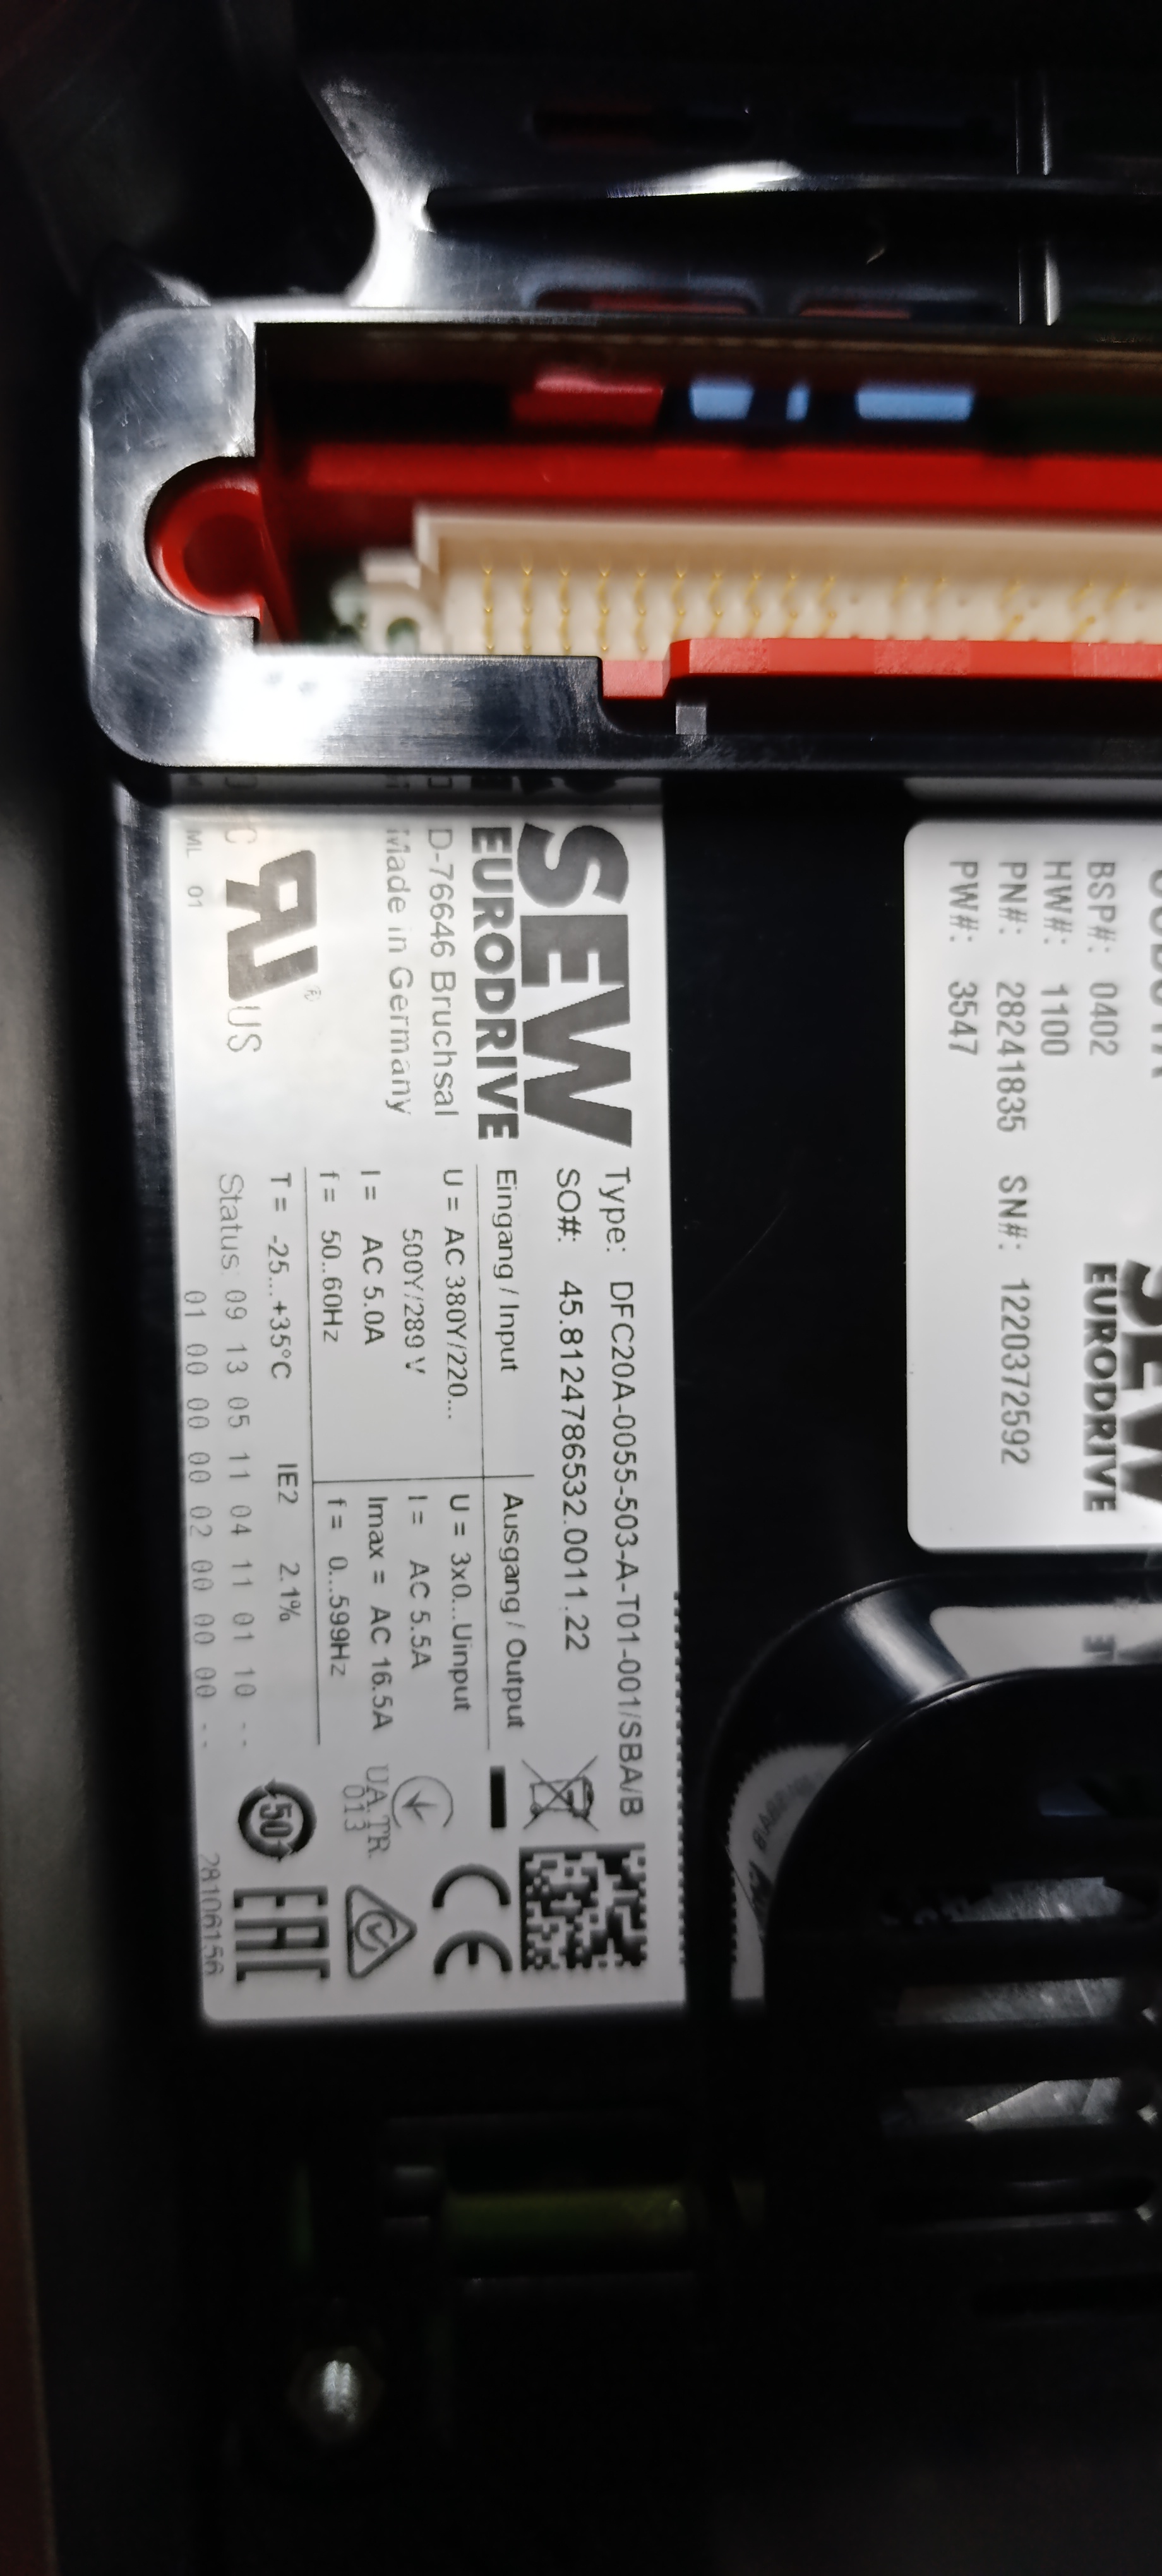 SEW
EURODRIVE
D-76646 Bruchsal
Made in Germany
US
ML 01
Type: DFC20A-0055-503-A-T01-001/SBA/B
SO#: 45.8124786532.0011.22
Eingang / Input
Ausgang / Output
U = AC 380Y/220...
500Y/289 V
I = AC 5.0A
f = 50..60Hz
U = 3x0...Uinput
I = AC 5.5A
Imax = AC 16.5A
f = 0...599Hz
T = -25...+35°C IE2 2.1%
Status 09 13 05 11 04 11 01 10 --
01 00 00 00 02 00 00 00 --
UA.TR
013
CE
50
EAC
28106156
BSP#: 0402
HW#: 1100
PN#: 28241835 SN#: 1220372592
PW#: 3547
SEW
EURODRIVE